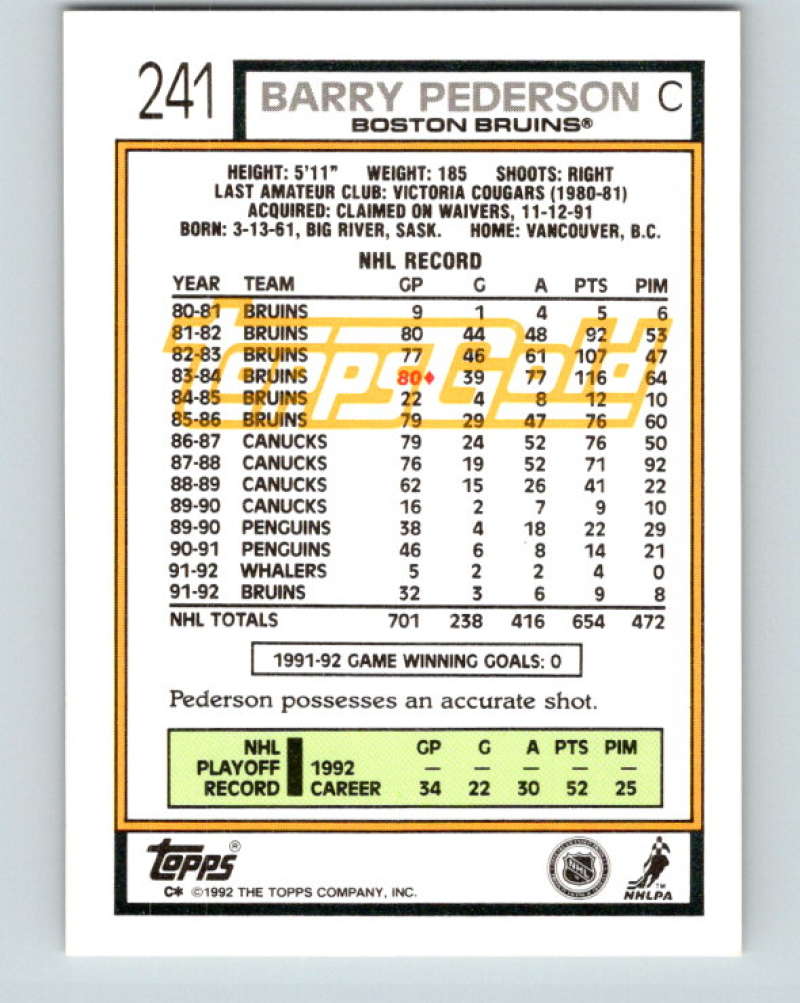 241 BARRY PEDERSON C
BOSTON BRUINS®
HEIGHT: 5'11" WEIGHT: 185 SHOOTS: RIGHT
LAST AMATEUR CLUB: VICTORIA COUGARS (1980-81)
ACQUIRED: CLAIMED ON WAIVERS, 11-12-91
BORN: 3-13-61, BIG RIVER, SASK. HOME: VANCOUVER, B.C.
NHL RECORD
YEAR TEAM GP G A PTS PIM
80-81 BRUINS 9 1 4 5 6
81-82 BRUINS 80 44 48 92 53
82-83 BRUINS 77 46 61 107 47
83-84 BRUINS 80♦ 39 77 116 64
84-85 BRUINS 22 4 8 12 10
85-86 BRUINS 79 29 47 76 60
86-87 CANUCKS 79 24 52 76 50
87-88 CANUCKS 76 19 52 71 92
88-89 CANUCKS 62 15 26 41 22
89-90 CANUCKS 16 2 7 9 10
89-90 PENGUINS 38 4 18 22 29
90-91 PENGUINS 46 6 8 14 21
91-92 WHALERS 5 2 2 4 0
91-92 BRUINS 32 3 6 9 8
NHL TOTALS 701 238 416 654 472
ToppsGold
1991-92 GAME WINNING GOALS: 0
Pederson possesses an accurate shot.
NHL GP G A PTS PIM
PLAYOFF 1992 — — — — —
RECORD CAREER 34 22 30 52 25
TOPPS®
C* ©1992 THE TOPPS COMPANY, INC.
NHL
TM
NHLPA